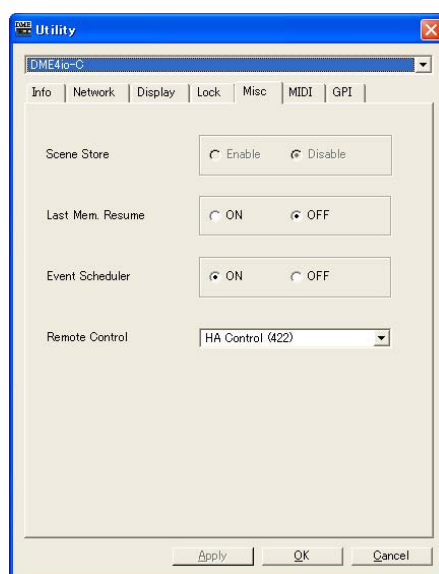 DME Utility
DME4io-C
Info Network Display Lock Misc MIDI GPI
Scene Store Enable Disable
Last Mem. Resume ON OFF
Event Scheduler ON OFF
Remote Control HA Control (422)
Apply OK Cancel